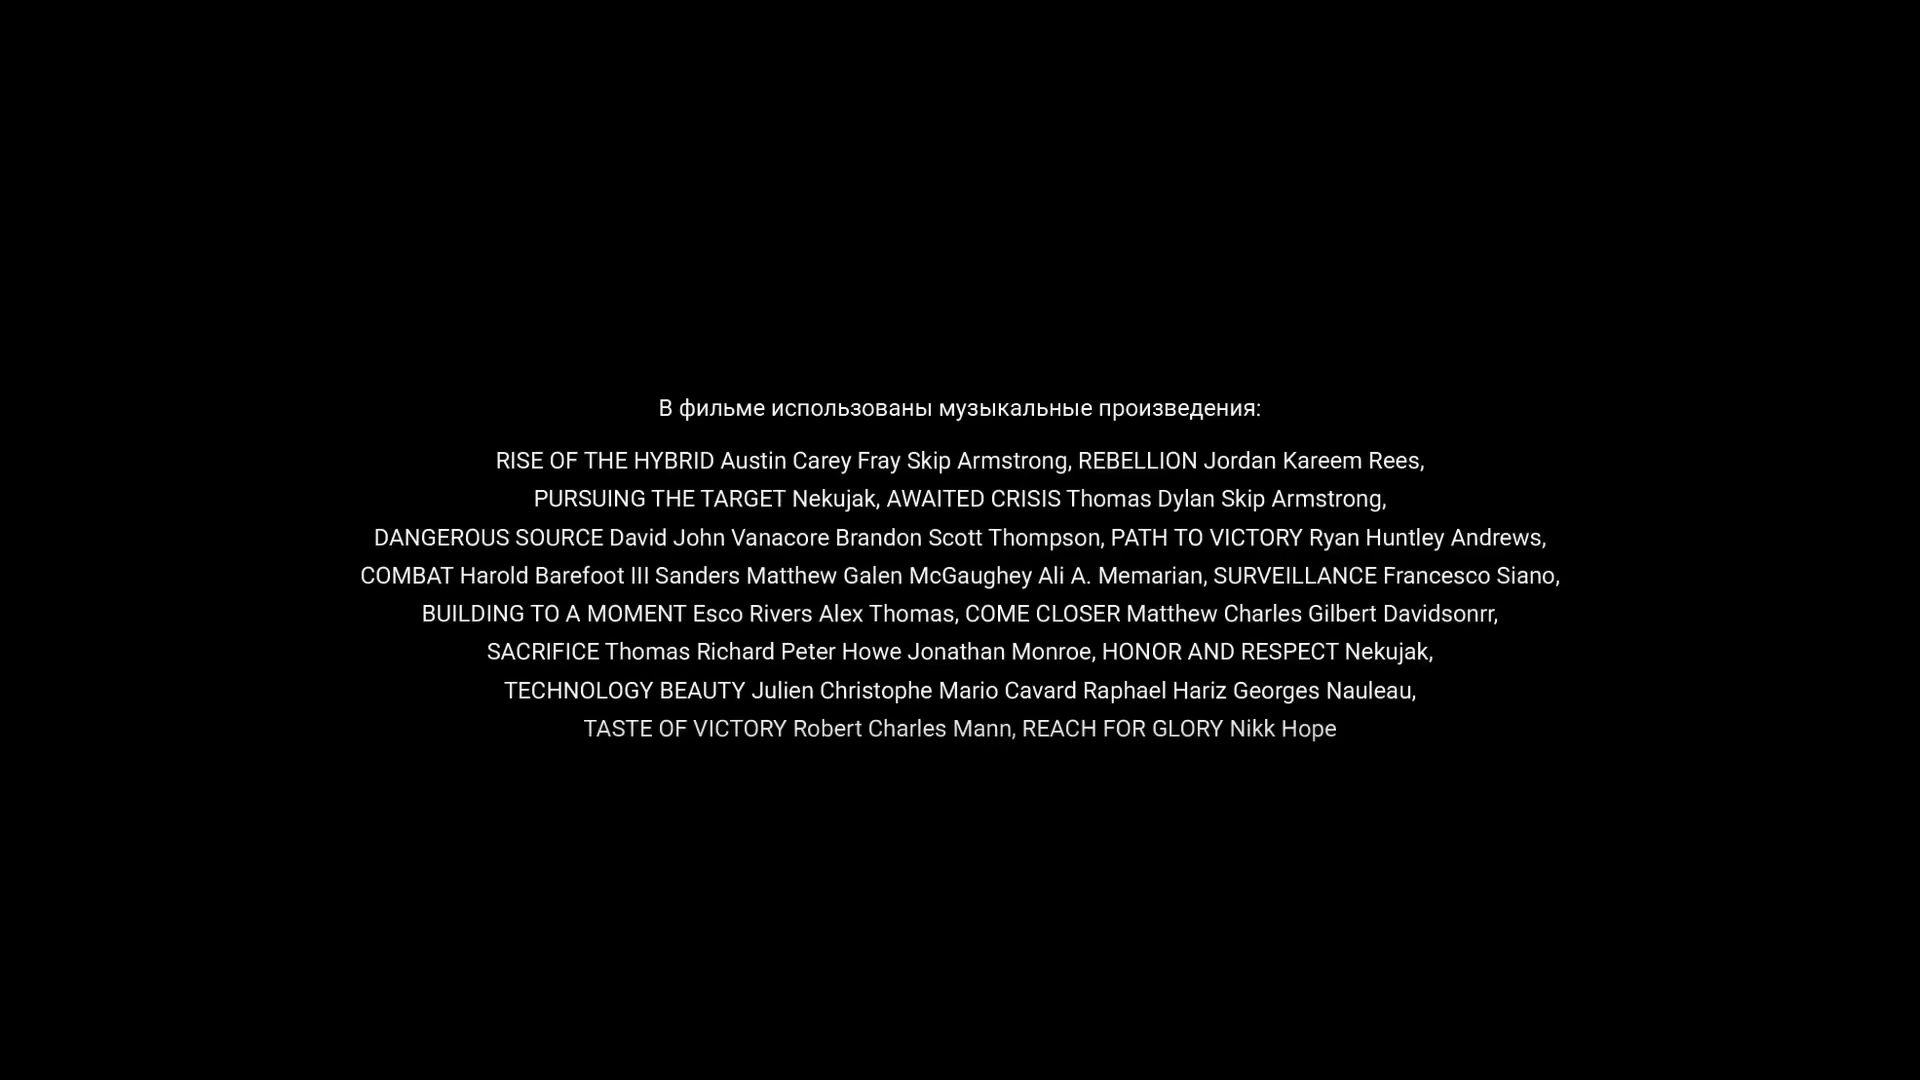 В фильме использованы музыкальные произведения:
RISE OF THE HYBRID Austin Carey Fray Skip Armstrong, REBELLION Jordan Kareem Rees,
PURSUING THE TARGET Nekujak, AWAITED CRISIS Thomas Dylan Skip Armstrong,
DANGEROUS SOURCE David John Vanacore Brandon Scott Thompson, PATH TO VICTORY Ryan Huntley Andrews,
COMBAT Harold Barefoot III Sanders Matthew Galen McGaughey Ali A. Memarian, SURVEILLANCE Francesco Siano,
BUILDING TO A MOMENT Esco Rivers Alex Thomas, COME CLOSER Matthew Charles Gilbert Davidsonrr,
SACRIFICE Thomas Richard Peter Howe Jonathan Monroe, HONOR AND RESPECT Nekujak,
TECHNOLOGY BEAUTY Julien Christophe Mario Cavard Raphael Hariz Georges Nauleau,
TASTE OF VICTORY Robert Charles Mann, REACH FOR GLORY Nikk Hope